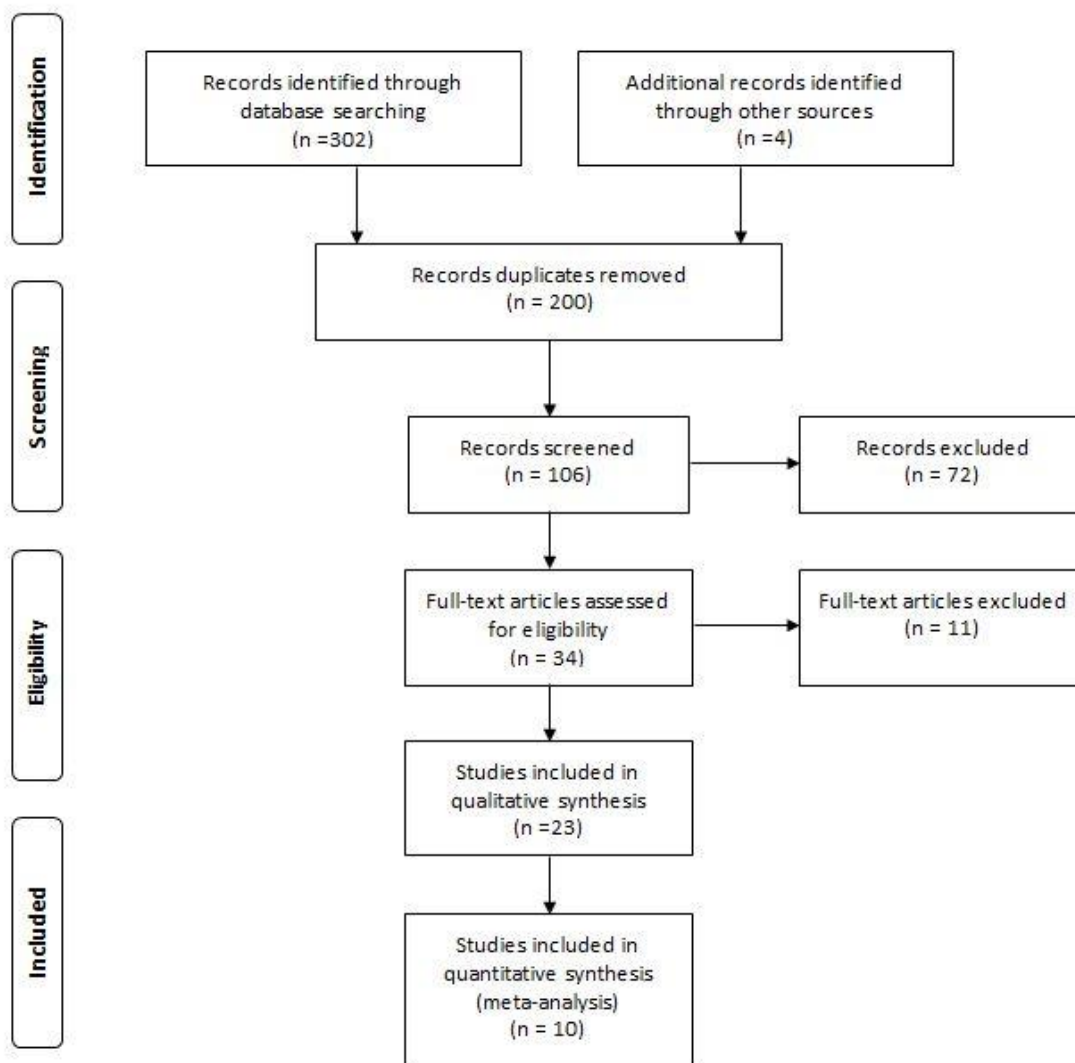 Identification
Records identified through
database searching
(n =302)
Additional records identified
through other sources
(n =4)
Records duplicates removed
(n = 200)
Screening
Records screened
(n = 106)
Records excluded
(n = 72)
Eligibility
Full-text articles assessed
for eligibility
(n = 34)
Full-text articles excluded
(n = 11)
Studies included in
qualitative synthesis
(n =23)
Included
Studies included in
quantitative synthesis
(meta-analysis)
(n = 10)